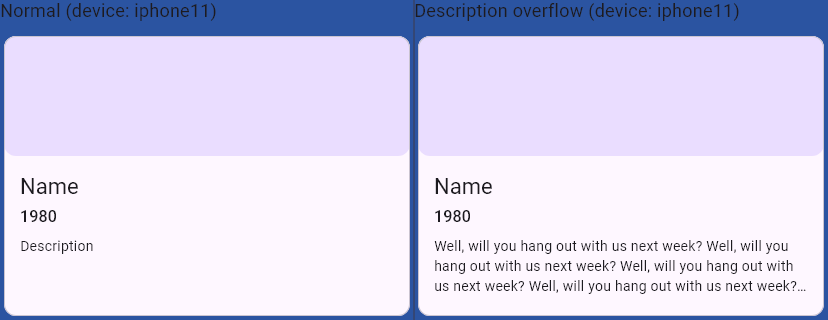 Normal (device: iphone11)
Name
1980
Description
Description overflow (device: iphone11)
Name
1980
Well, will you hang out with us next week? Well, will you
hang out with us next week? Well, will you hang out with
us next week? Well, will you hang out with us next week?…